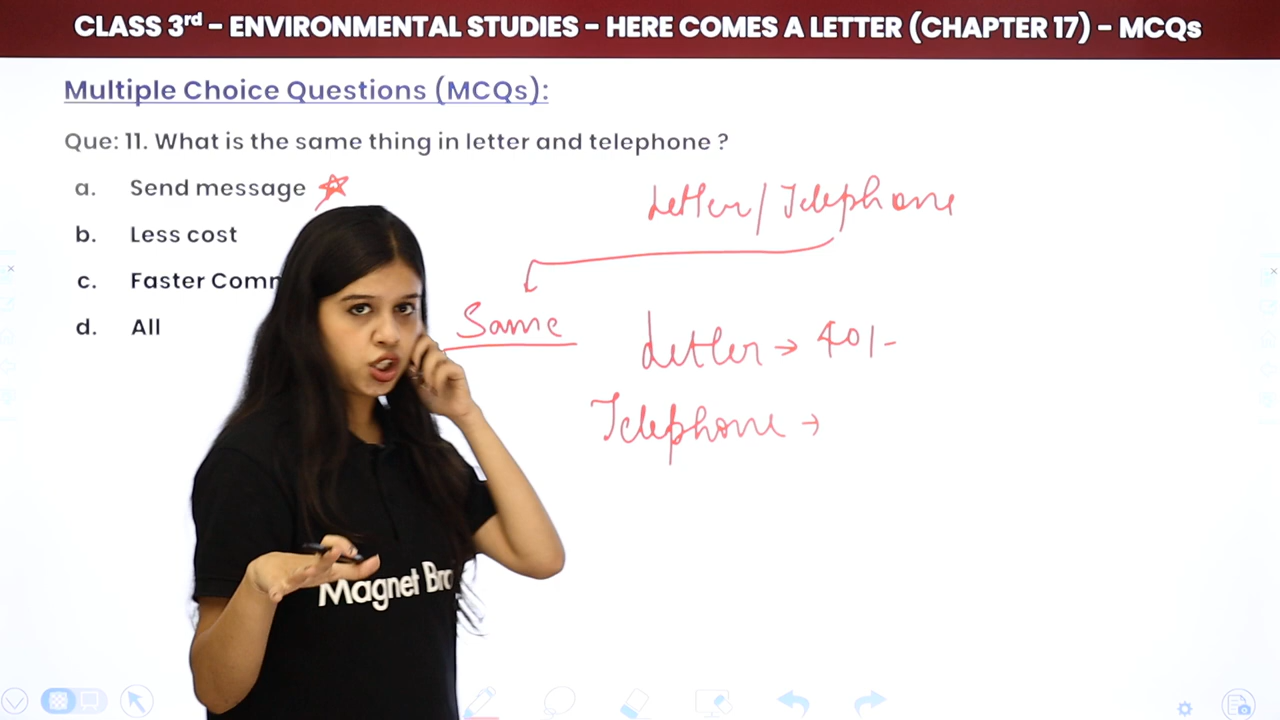 CLASS 3rd – ENVIRONMENTAL STUDIES – HERE COMES A LETTER (CHAPTER 17) – MCQs
Multiple Choice Questions (MCQs):
Que: 11. What is the same thing in letter and telephone ?
a. Send message
b. Less cost
c. Faster Comm
d. All
Letter/Telephone
Same
Letter → 40/-
Telephone →
Magnet Bra